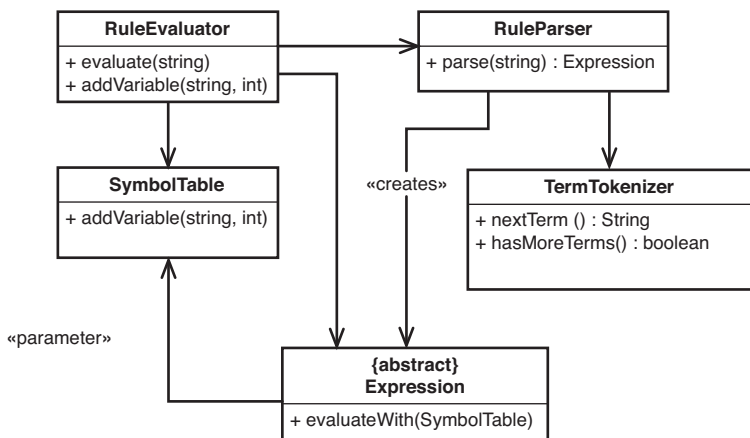 RuleEvaluator
+ evaluate(string)
+ addVariable(string, int)
RuleParser
+ parse(string) : Expression
SymbolTable
+ addVariable(string, int)
«creates»
TermTokenizer
+ nextTerm () : String
+ hasMoreTerms() : boolean
«parameter»
{abstract}
Expression
+ evaluateWith(SymbolTable)